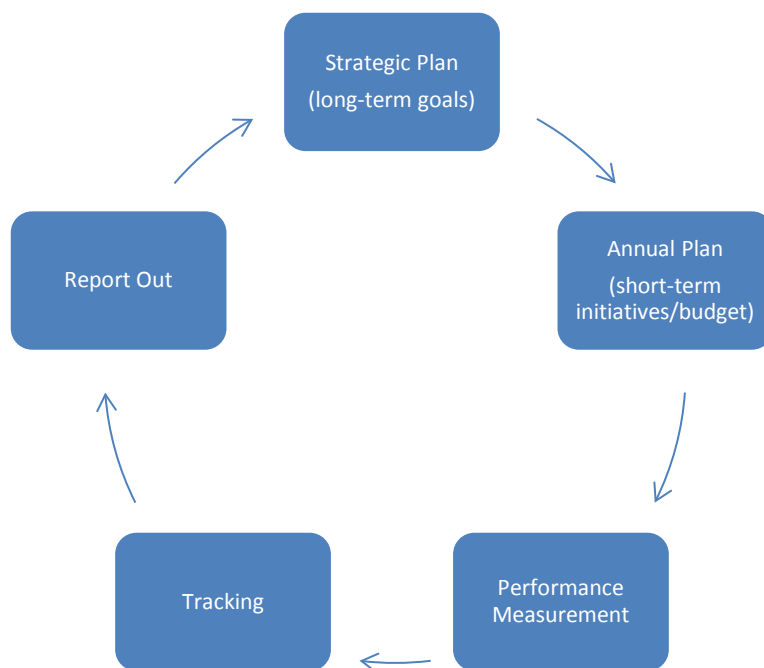 Strategic Plan
(long-term goals)
Annual Plan
(short-term
initiatives/budget)
Performance
Measurement
Tracking
Report Out